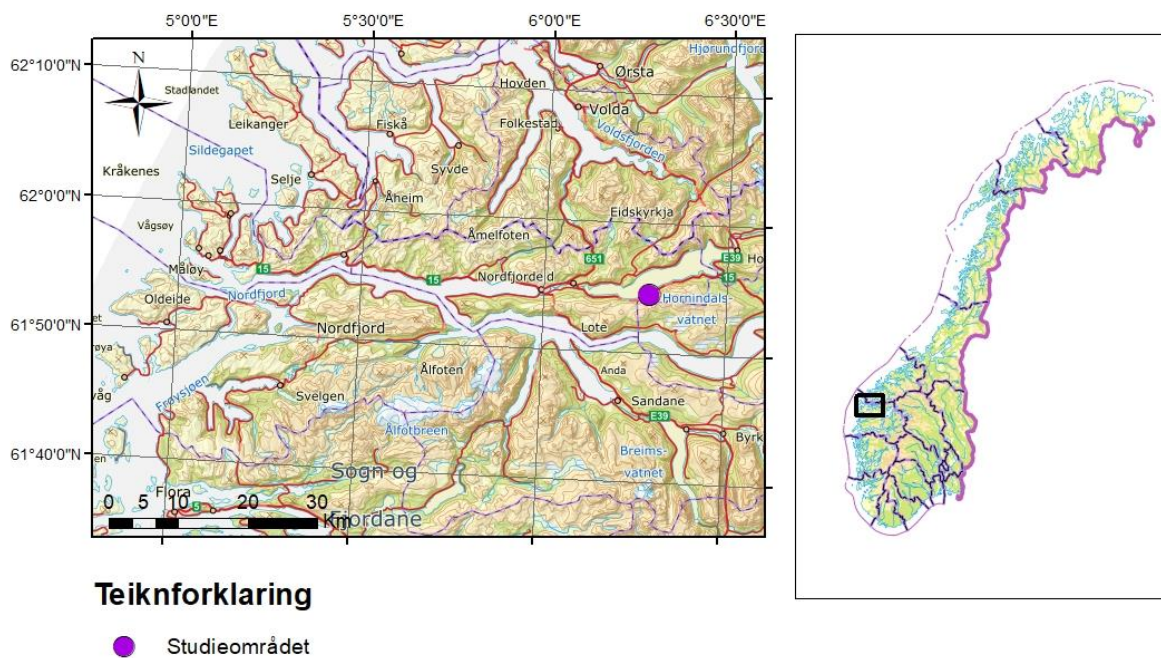 5°0'0"E 5°30'0"E 6°0'0"E 6°30'0"E
62°10'0"N
62°0'0"N
61°50'0"N
61°40'0"N
N
Hjørundfjord
Stadlandet
Hovden
Ørsta
Leikanger
Fiskå
Folkestad
Volda
Voldsfjorden
Sildegapet
Syvde
Kråkenes
Selje
Åheim
Eidskyrkja
Vågsøy
Åmelfoten
651
E39
Måløy
15
15
Nordfjordeid
15
Oldeide
Nordfjord
Hornindals-
vatnet
Nordfjord
Lote
Frøysjøen
Ålfoten
Anda
Svelgen
Sandane
Ålfotbreen
E39
Byrk
Breims-
vatnet
Sogn og
Fjordane
Flora
5
0 5 10 20 30
Km
Teiknforklaring
Studieområdet